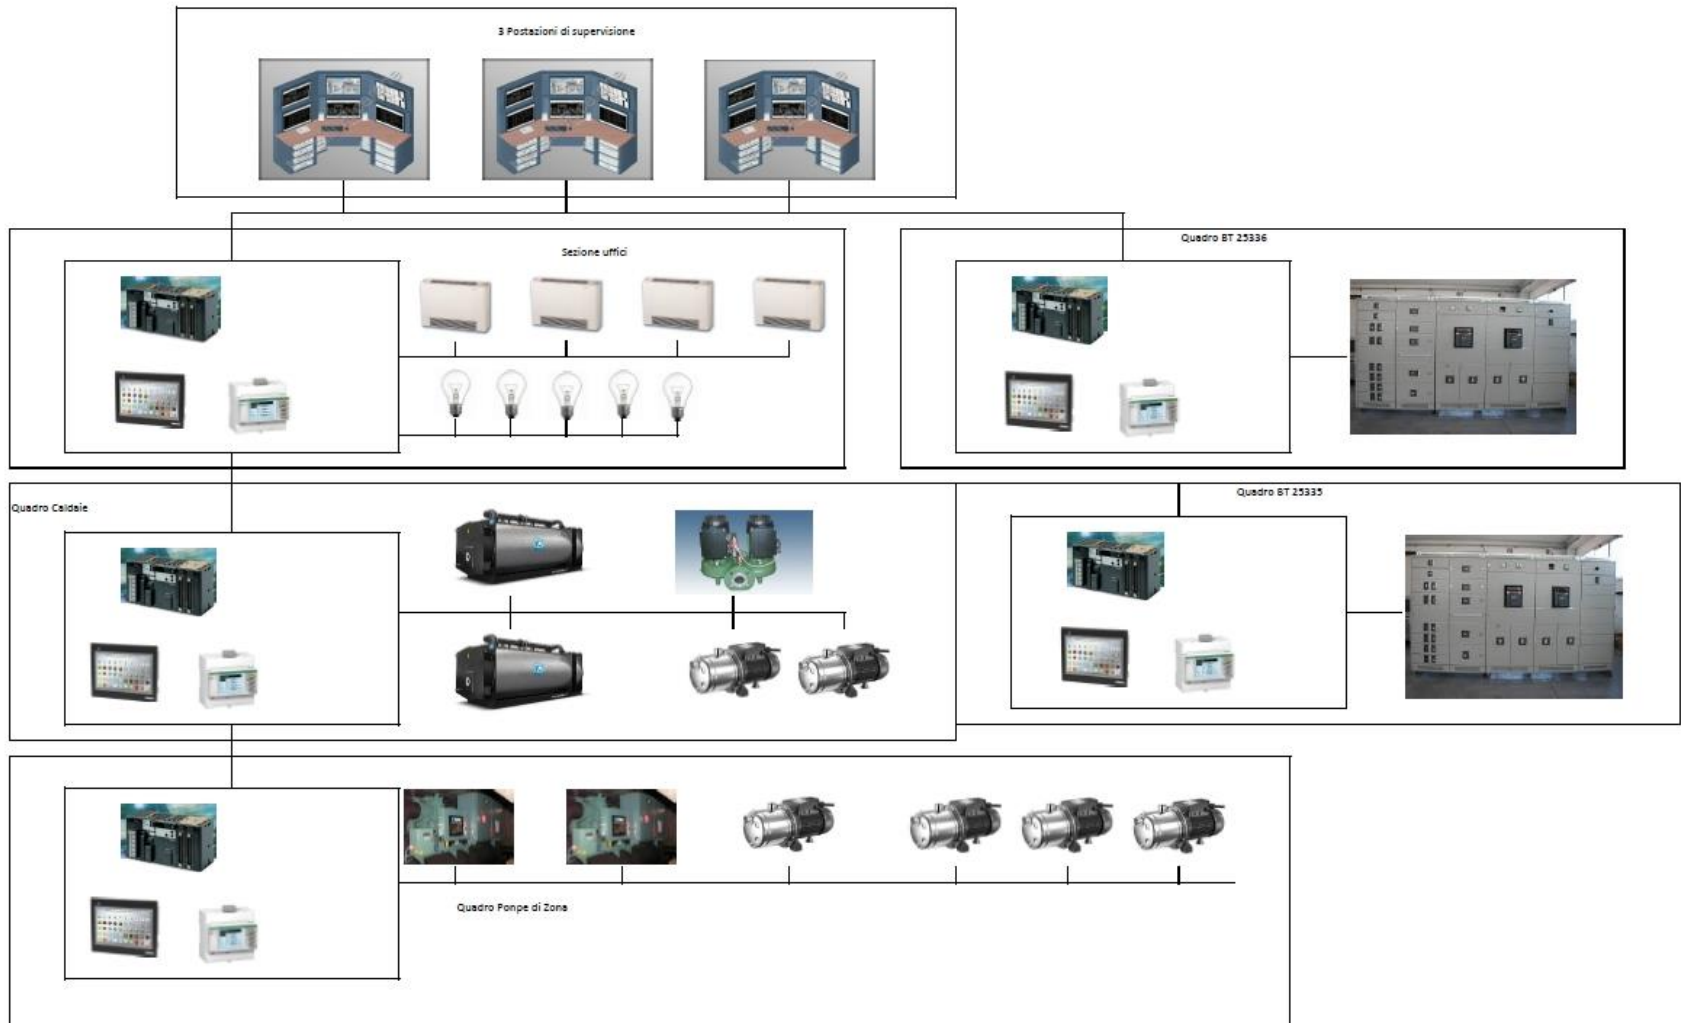 3 Postazioni di supervisione
Sezione uffici
Quadro BT 25336
Quadro Caldaie
Quadro BT 25335
Quadro Ponpe di Zona